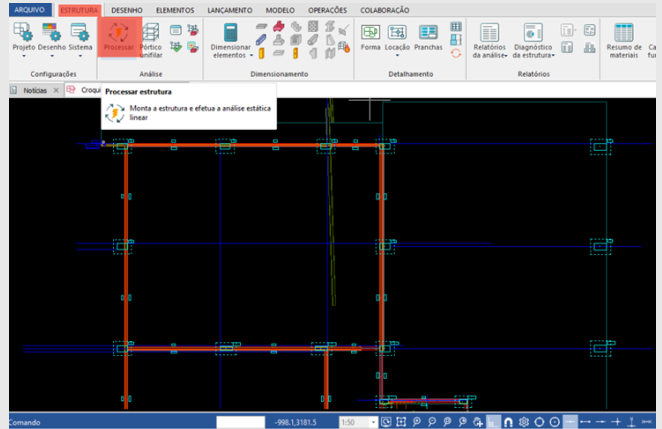 ARQUIVO ESTRUTURA DESENHO ELEMENTOS LANÇAMENTO MODELO OPERAÇÕES COLABORAÇÃO
Projeto Desenho Sistema Processar Pórtico unifilar Dimensionar elementos Forma Locação Pranchas Relatórios da análise Diagnóstico da estrutura Resumo de materiais
Configurações Análise Dimensionamento Detalhamento Relatórios
Notícias Croqu
Processar estrutura
Monta a estrutura e efetua a análise estática
linear
Comando -998.1,3181.5 1:50